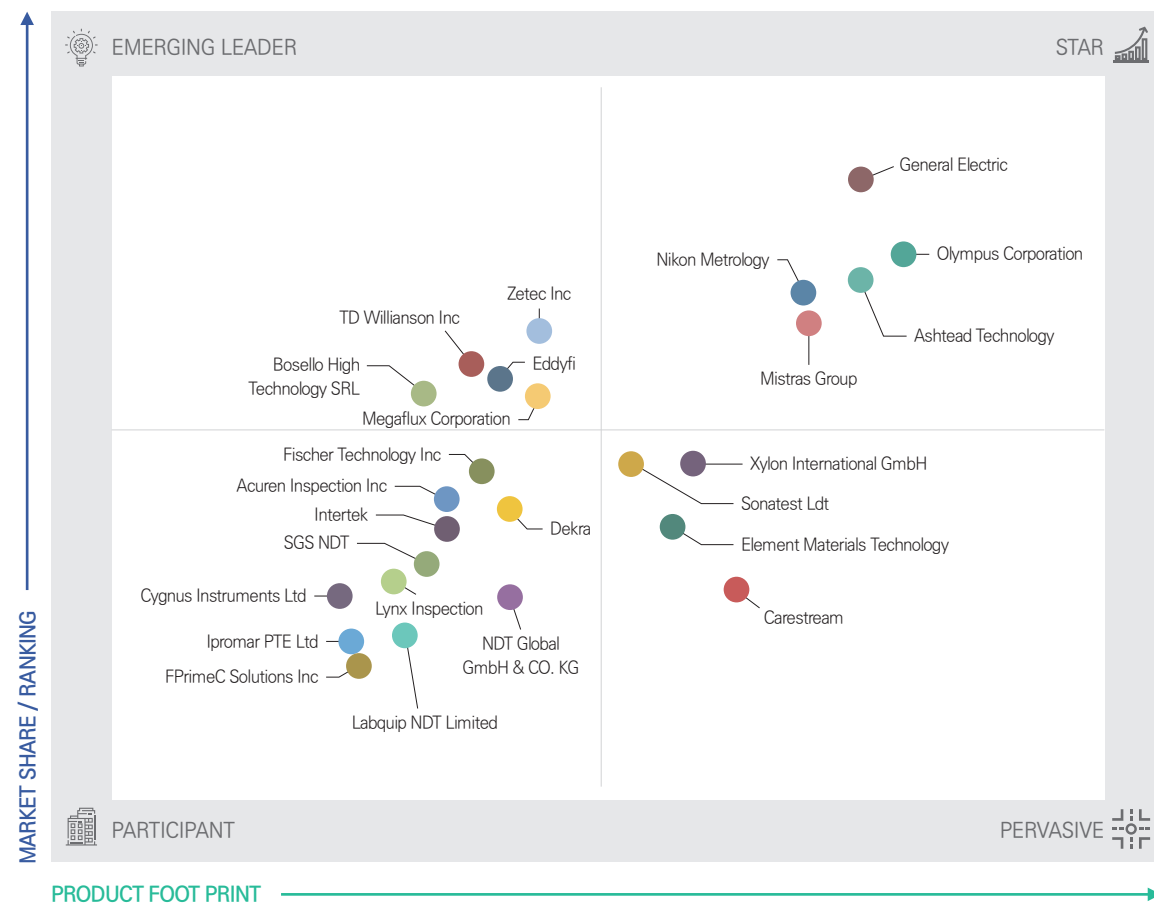 EMERGING LEADER
STAR
General Electric
Nikon Metrology
Olympus Corporation
Zetec Inc
TD Willianson Inc
Ashtead Technology
Bosello High
Technology SRL
Eddyfi
Mistras Group
Megaflux Corporation
Fischer Technology Inc
Xylon International GmbH
Acuren Inspection Inc
Sonatest Ldt
Intertek
Dekra
SGS NDT
Element Materials Technology
Cygnus Instruments Ltd
Lynx Inspection
Carestream
Ipromar PTE Ltd
NDT Global
GmbH & CO. KG
FPrimeC Solutions Inc
Labquip NDT Limited
MARKET SHARE / RANKING
PARTICIPANT
PERVASIVE
PRODUCT FOOT PRINT